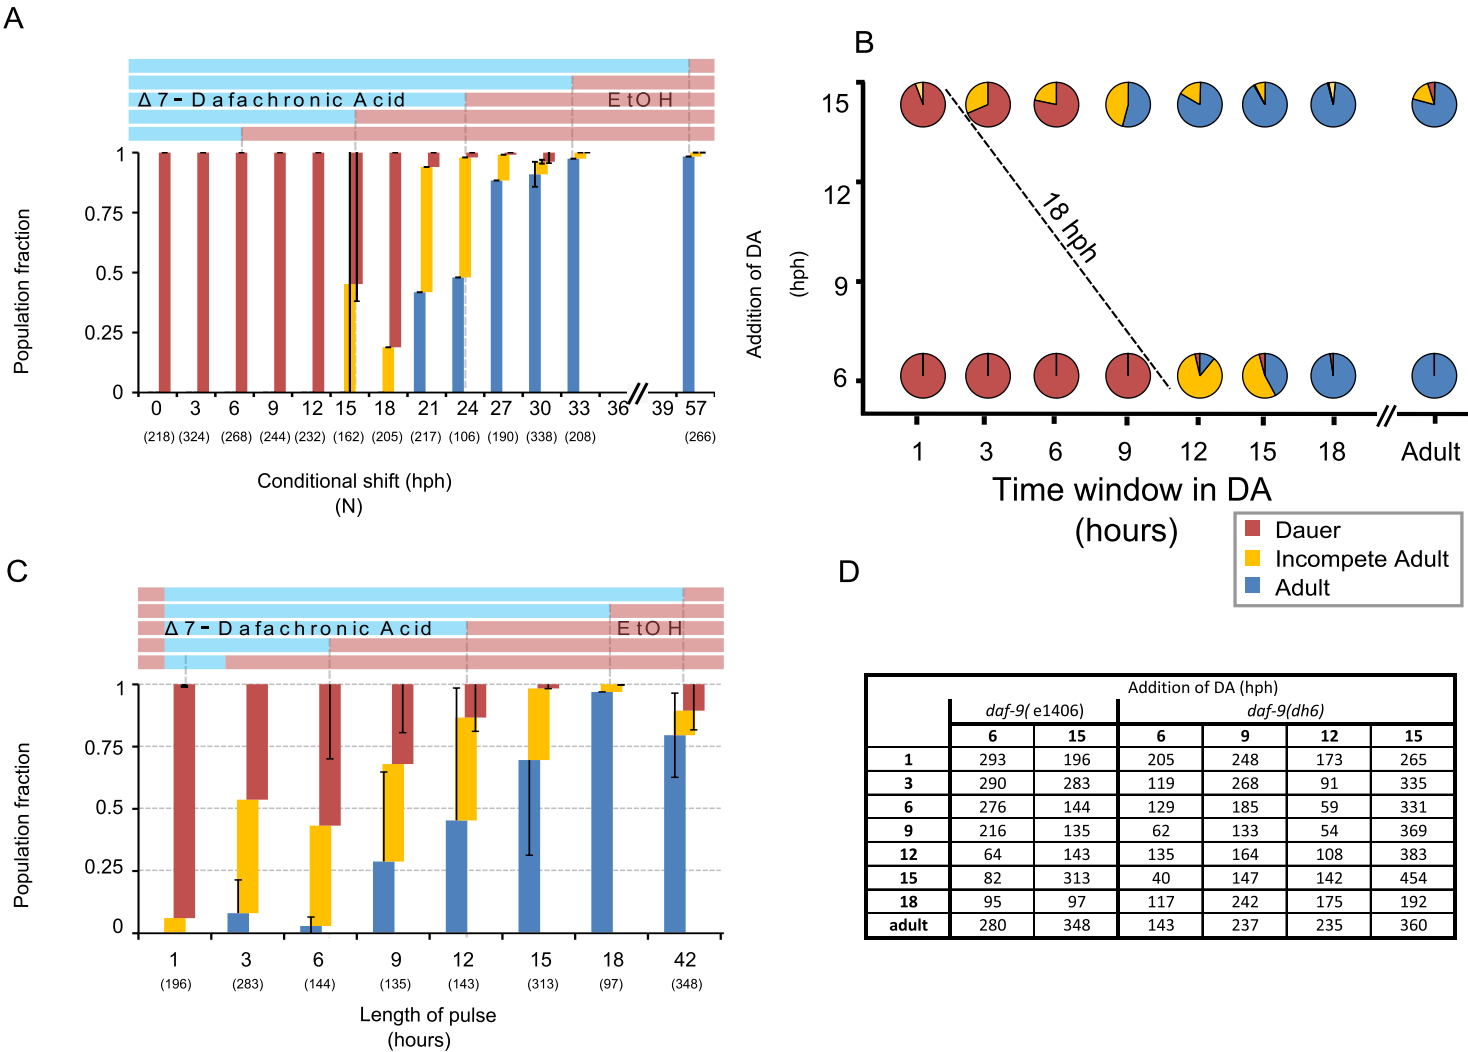 A
Δ7- Dafachronic Acid EtOH
Population fraction
1
0.75
0.5
0.25
0
0 3 6 9 12 15 18 21 24 27 30 33 36 39 57
(218) (324) (268) (244) (232) (162) (205) (217) (106) (190) (338) (208) (266)
Conditional shift (hph)
(N)
B
Addition of DA
(hph)
15
12
9
6
18 hph
1 3 6 9 12 15 18 Adult
Time window in DA
(hours)
Dauer
Incompete Adult
Adult
C
Δ7- Dafachronic Acid EtOH
Population fraction
1
0.75
0.5
0.25
0
1 3 6 9 12 15 18 42
(196) (283) (144) (135) (143) (313) (97) (348)
Length of pulse
(hours)
D
Addition of DA (hph)
daf-9( e1406) daf-9(dh6)
6 15 6 9 12 15
1 293 196 205 248 173 265
3 290 283 119 268 91 335
6 276 144 129 185 59 331
9 216 135 62 133 54 369
12 64 143 135 164 108 383
15 82 313 40 147 142 454
18 95 97 117 242 175 192
adult 280 348 143 237 235 360